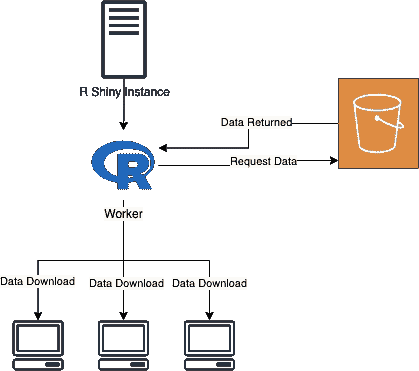 R Shiny Instance
Data Returned
Request Data
R
Worker
Data Download
Data Download
Data Download